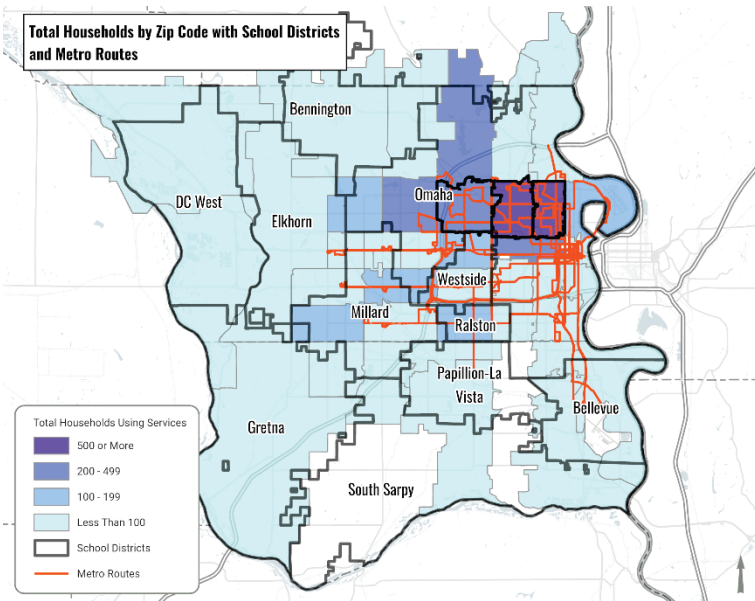 Total Households by Zip Code with School Districts
and Metro Routes
Bennington
DC West
Elkhorn
Omaha
Westside
Millard
Ralston
Papillion-La
Vista
Bellevue
Gretna
South Sarpy
Total Households Using Services
500 or More
200 - 499
100 - 199
Less Than 100
School Districts
Metro Routes